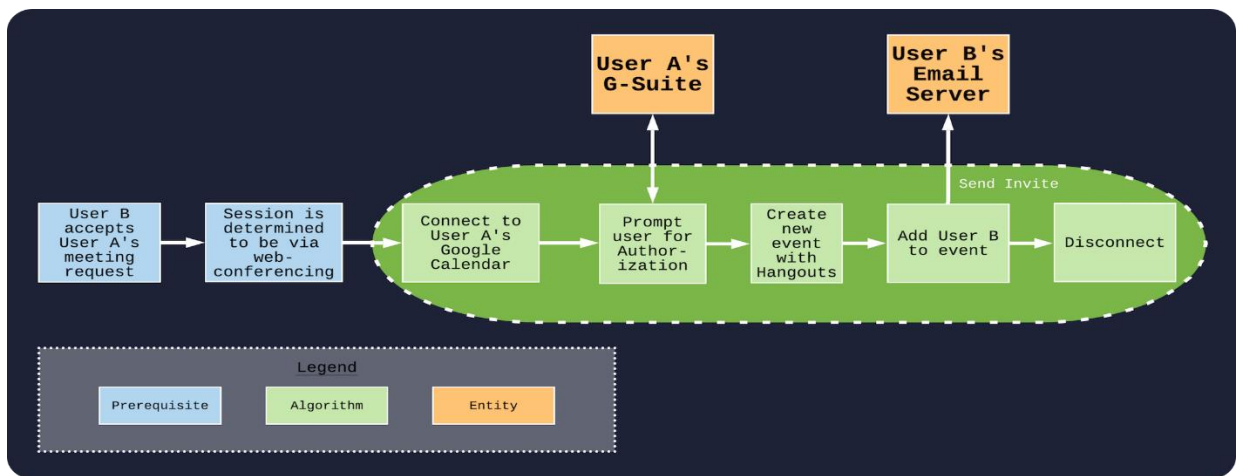 User A's
G-Suite
User B's
Email
Server
Send Invite
User B
accepts
User A's
meeting
request
Session is
determined
to be via
web-
conferencing
Connect to
User A's
Google
Calendar
Prompt
user for
Author-
ization
Create
new
event
with
Hangouts
Add User B
to event
Disconnect
Legend
Prerequisite
Algorithm
Entity